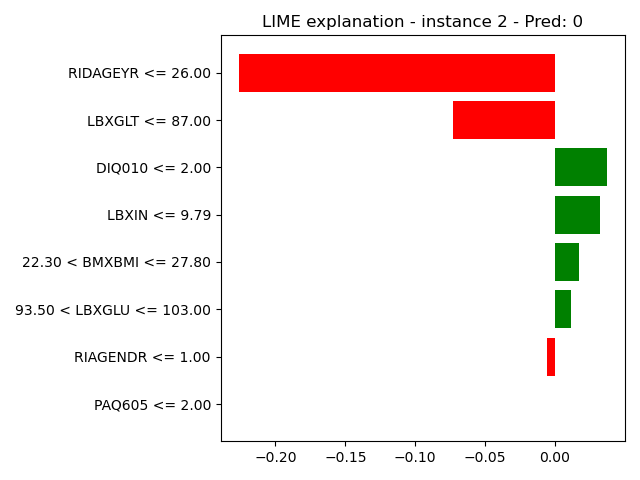 LIME explanation - instance 2 - Pred: 0
RIDAGEYR <= 26.00
LBXGLT <= 87.00
DIQ010 <= 2.00
LBXIN <= 9.79
22.30 < BMXBMI <= 27.80
93.50 < LBXGLU <= 103.00
RIAGENDR <= 1.00
PAQ605 <= 2.00
−0.20 −0.15 −0.10 −0.05 0.00